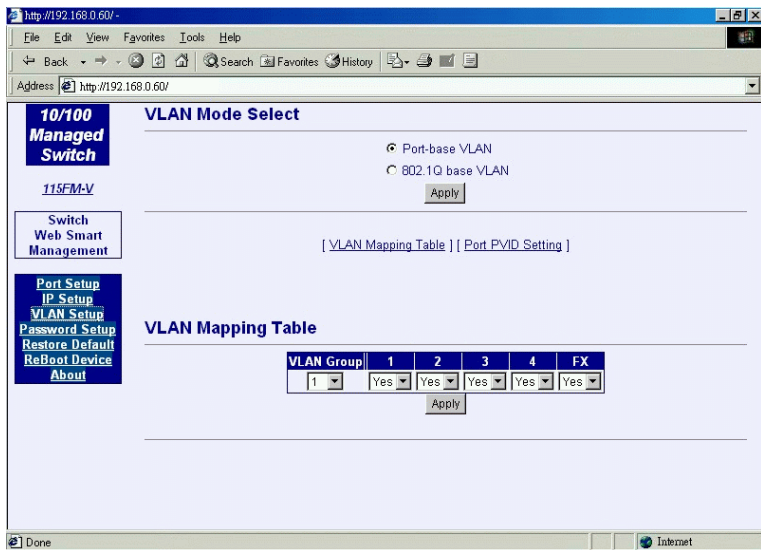 http://192.168.0.60/ -
File Edit View Favorites Tools Help
Back Search Favorites History
Address http://192.168.0.60/
10/100
Managed
Switch
115FM-V
Switch
Web Smart
Management
Port Setup
IP Setup
VLAN Setup
Password Setup
Restore Default
ReBoot Device
About
VLAN Mode Select
Port-base VLAN
802.1Q base VLAN
Apply
[ VLAN Mapping Table ] [ Port PVID Setting ]
VLAN Mapping Table
VLAN Group 1 2 3 4 FX
1 Yes Yes Yes Yes Yes
Apply
Done Internet